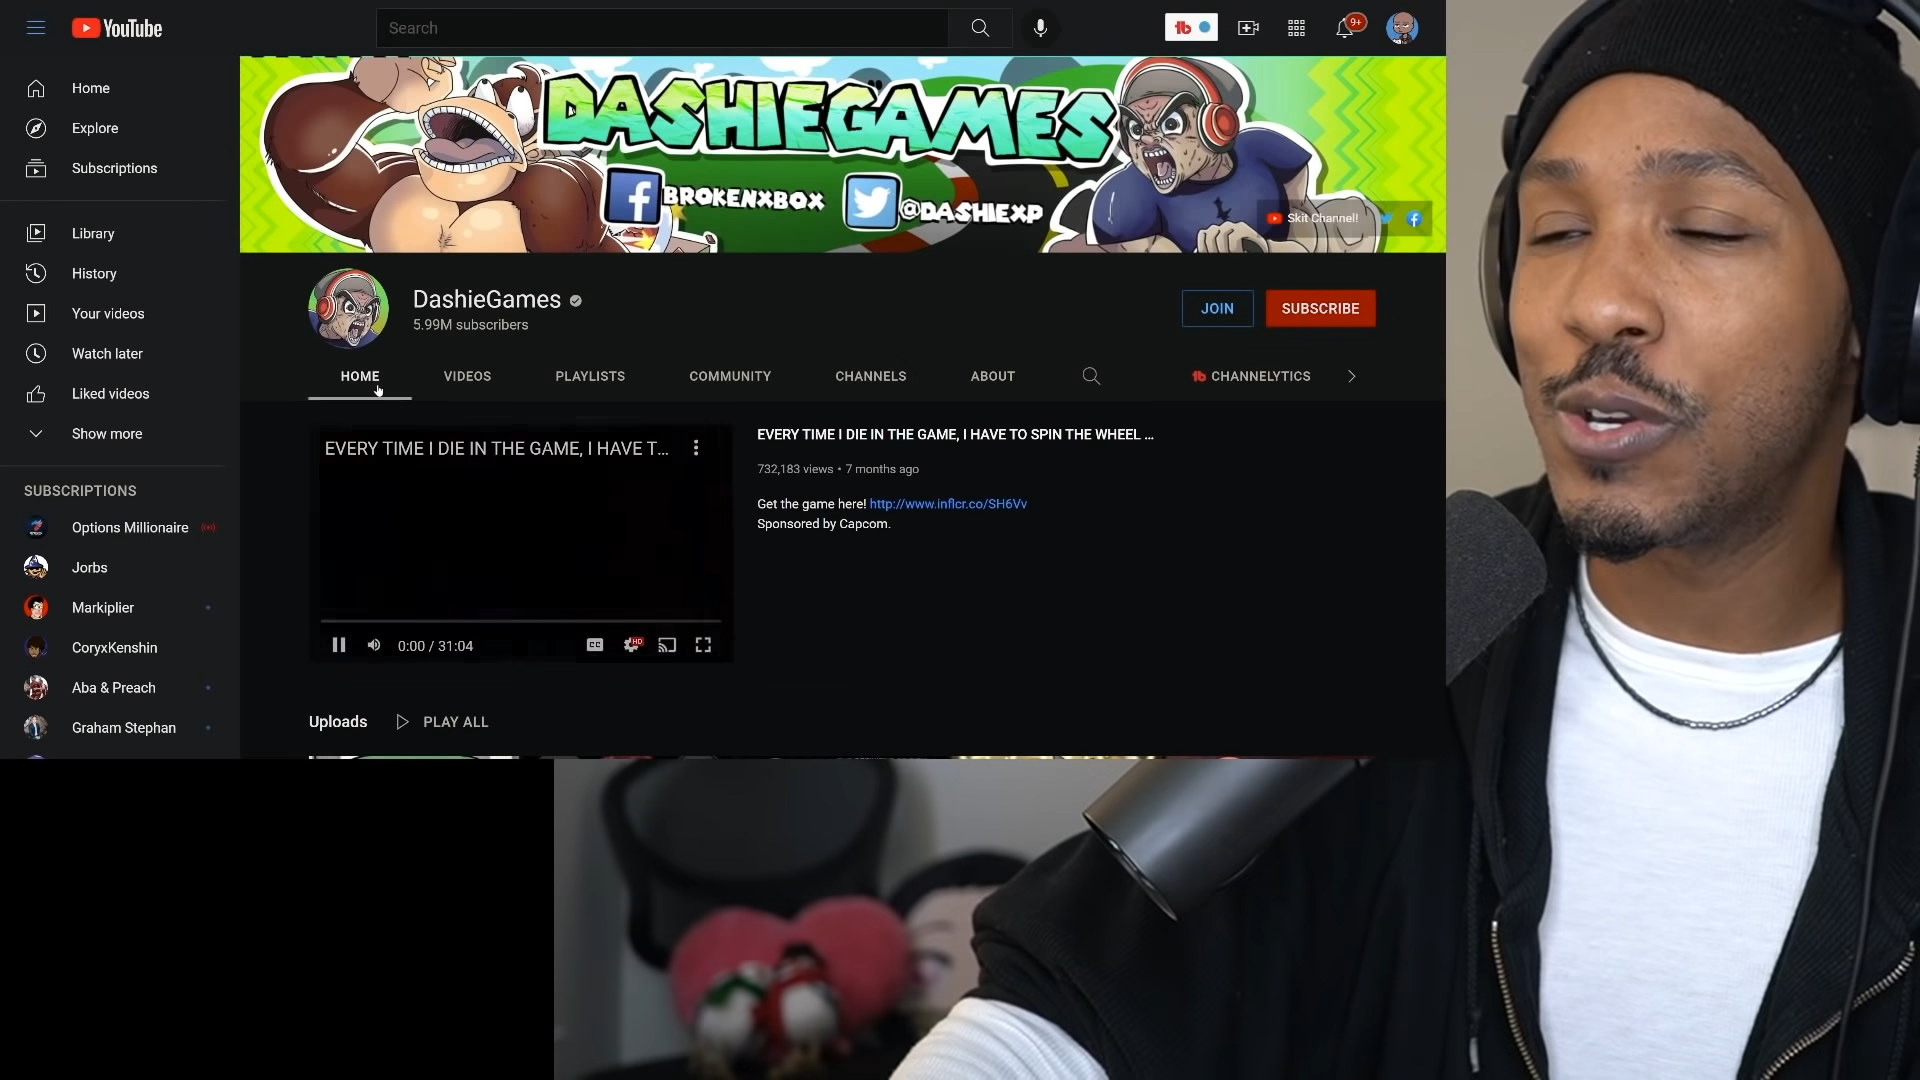 YouTube
Search
9+
Home
Explore
Subscriptions
Library
History
Your videos
Watch later
Liked videos
Show more
SUBSCRIPTIONS
Options Millionaire
Jorbs
Markiplier
CoryxKenshin
Aba & Preach
Graham Stephan
DASHIEGAMES
BROKENXBOX
@DASHIEXP
Skit Channel!
DashieGames
5.99M subscribers
JOIN
SUBSCRIBE
HOME
VIDEOS
PLAYLISTS
COMMUNITY
CHANNELS
ABOUT
tb CHANNELYTICS
EVERY TIME I DIE IN THE GAME, I HAVE T...
0:00 / 31:04
CC
HD
EVERY TIME I DIE IN THE GAME, I HAVE TO SPIN THE WHEEL ...
732,183 views • 7 months ago
Get the game here! http://www.inflcr.co/SH6Vv
Sponsored by Capcom.
Uploads
PLAY ALL